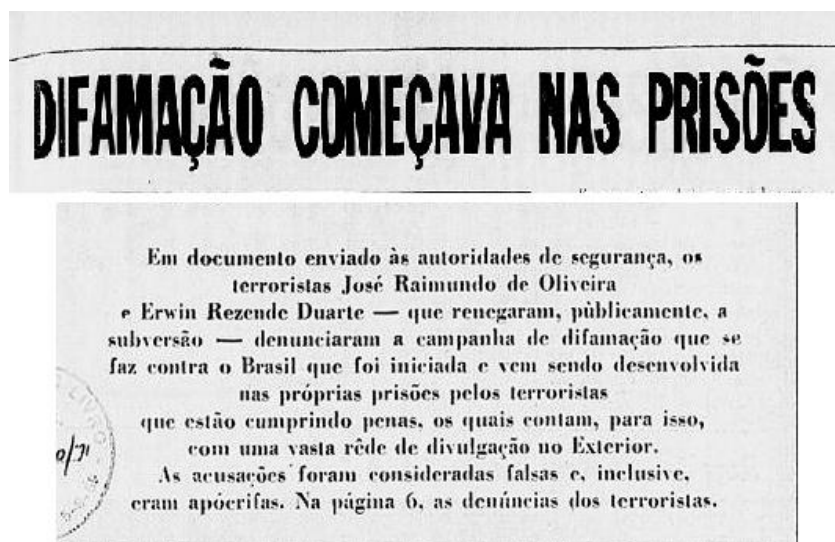 DIFAMAÇÃO COMEÇAVA NAS PRISÕES
Em documento enviado às autoridades de segurança, os
terroristas José Raimundo de Oliveira
e Erwin Rezende Duarte — que renegaram, pùblicamente, a
subversão — denunciaram a campanha de difamação que se
faz contra o Brasil que foi iniciada e vem sendo desenvolvida
nas próprias prisões pelos terroristas
que estão cumprindo penas, os quais contam, para isso,
com uma vasta rêde de divulgação no Exterior.
As acusações foram consideradas falsas e, inclusive,
eram apócrifas. Na página 6, as denúncias dos terroristas.
LIVRO